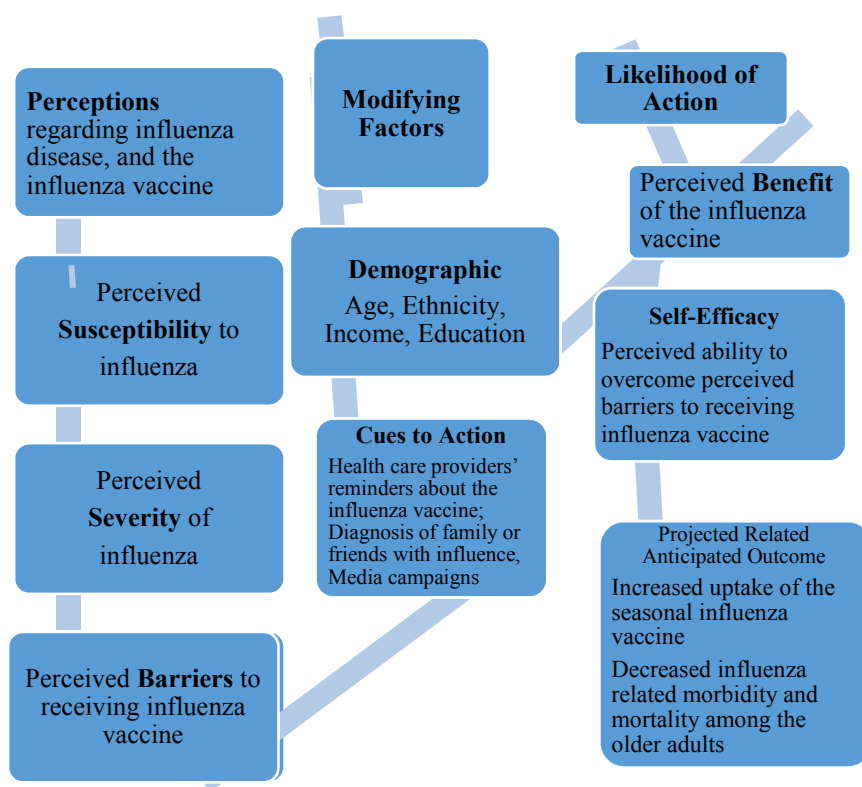 Perceptions
regarding influenza
disease, and the
influenza vaccine
Perceived
Susceptibility to
influenza
Perceived
Severity of
influenza
Perceived Barriers to
receiving influenza
vaccine
Modifying
Factors
Demographic
Age, Ethnicity,
Income, Education
Cues to Action
Health care providers’
reminders about the
influenza vaccine;
Diagnosis of family or
friends with influence,
Media campaigns
Likelihood of
Action
Perceived Benefit
of the influenza
vaccine
Self-Efficacy
Perceived ability to
overcome perceived
barriers to receiving
influenza vaccine
Projected Related
Anticipated Outcome
Increased uptake of the
seasonal influenza
vaccine
Decreased influenza
related morbidity and
mortality among the
older adults